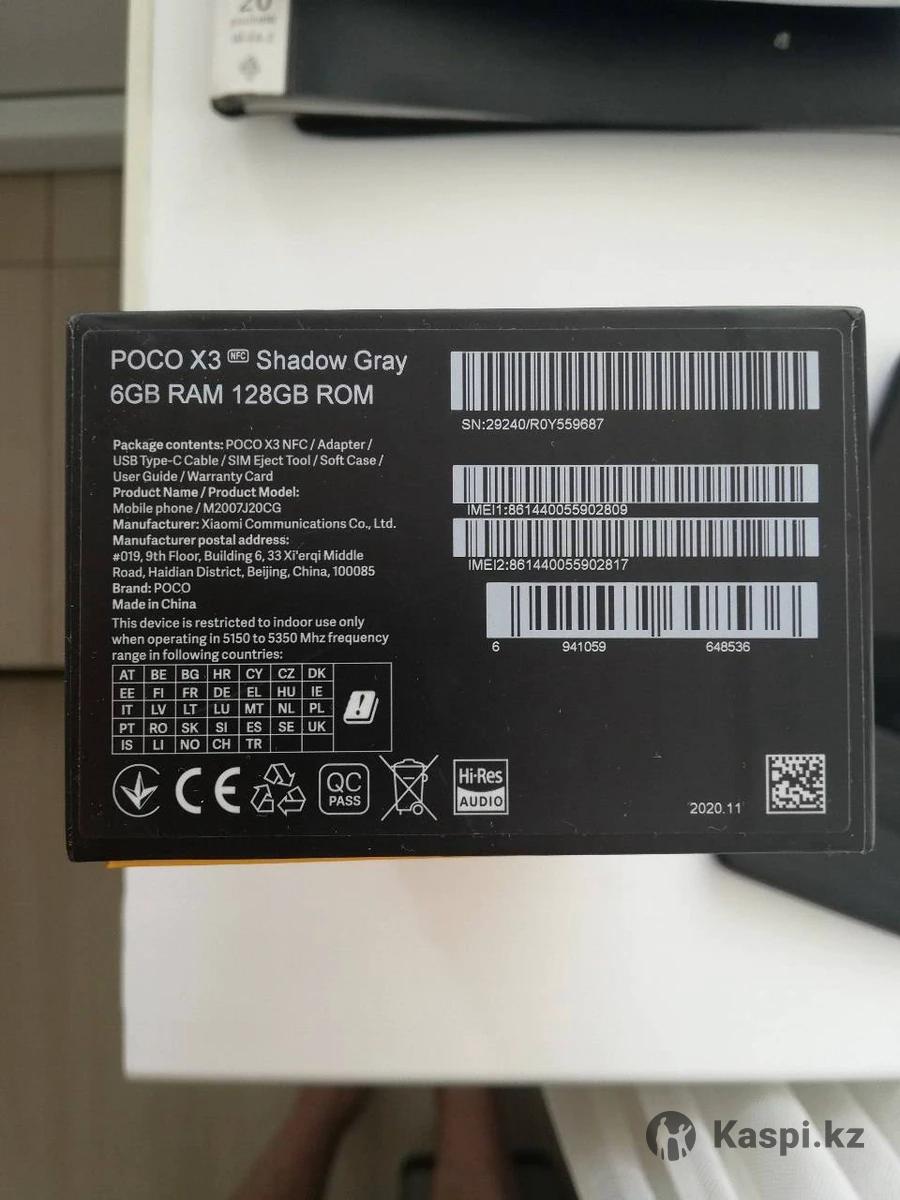 20
POCO X3 NFC Shadow Gray
6GB RAM 128GB ROM
Package contents: POCO X3 NFC / Adapter /
USB Type-C Cable / SIM Eject Tool / Soft Case /
User Guide / Warranty Card
Product Name / Product Model:
Mobile phone / M2007J20CG
Manufacturer: Xiaomi Communications Co., Ltd.
Manufacturer postal address:
#019, 9th Floor, Building 6, 33 Xi'erqi Middle
Road, Haidian District, Beijing, China, 100085
Brand: POCO
Made in China
This device is restricted to indoor use only
when operating in 5150 to 5350 Mhz frequency
range in following countries:
AT BE BG HR CY CZ DK
EE FI FR DE EL HU IE
IT LV LT LU MT NL PL
PT RO SK SI ES SE UK
IS LI NO CH TR
SN:29240/R0Y559687
IMEI1:861440055902809
IMEI2:861440055902817
6 941059 648536
CE
QC
PASS
Hi-Res
AUDIO
2020.11
Kaspi.kz